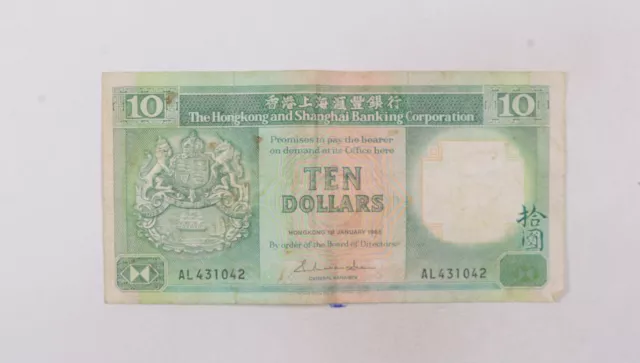 10 香港上海滙豐銀行 10
The Hongkong and Shanghai Banking Corporation
Promises to pay the bearer
on demand at its Office here
TEN
DOLLARS
拾圓
HONGKONG JANUARY
By order of the Board of Directors
AL431042 AL431042